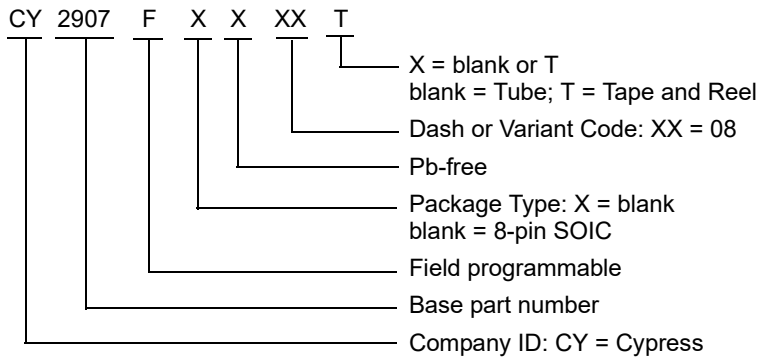 CY 2907 F X X XX T
X = blank or T
blank = Tube; T = Tape and Reel
Dash or Variant Code: XX = 08
Pb-free
Package Type: X = blank
blank = 8-pin SOIC
Field programmable
Base part number
Company ID: CY = Cypress